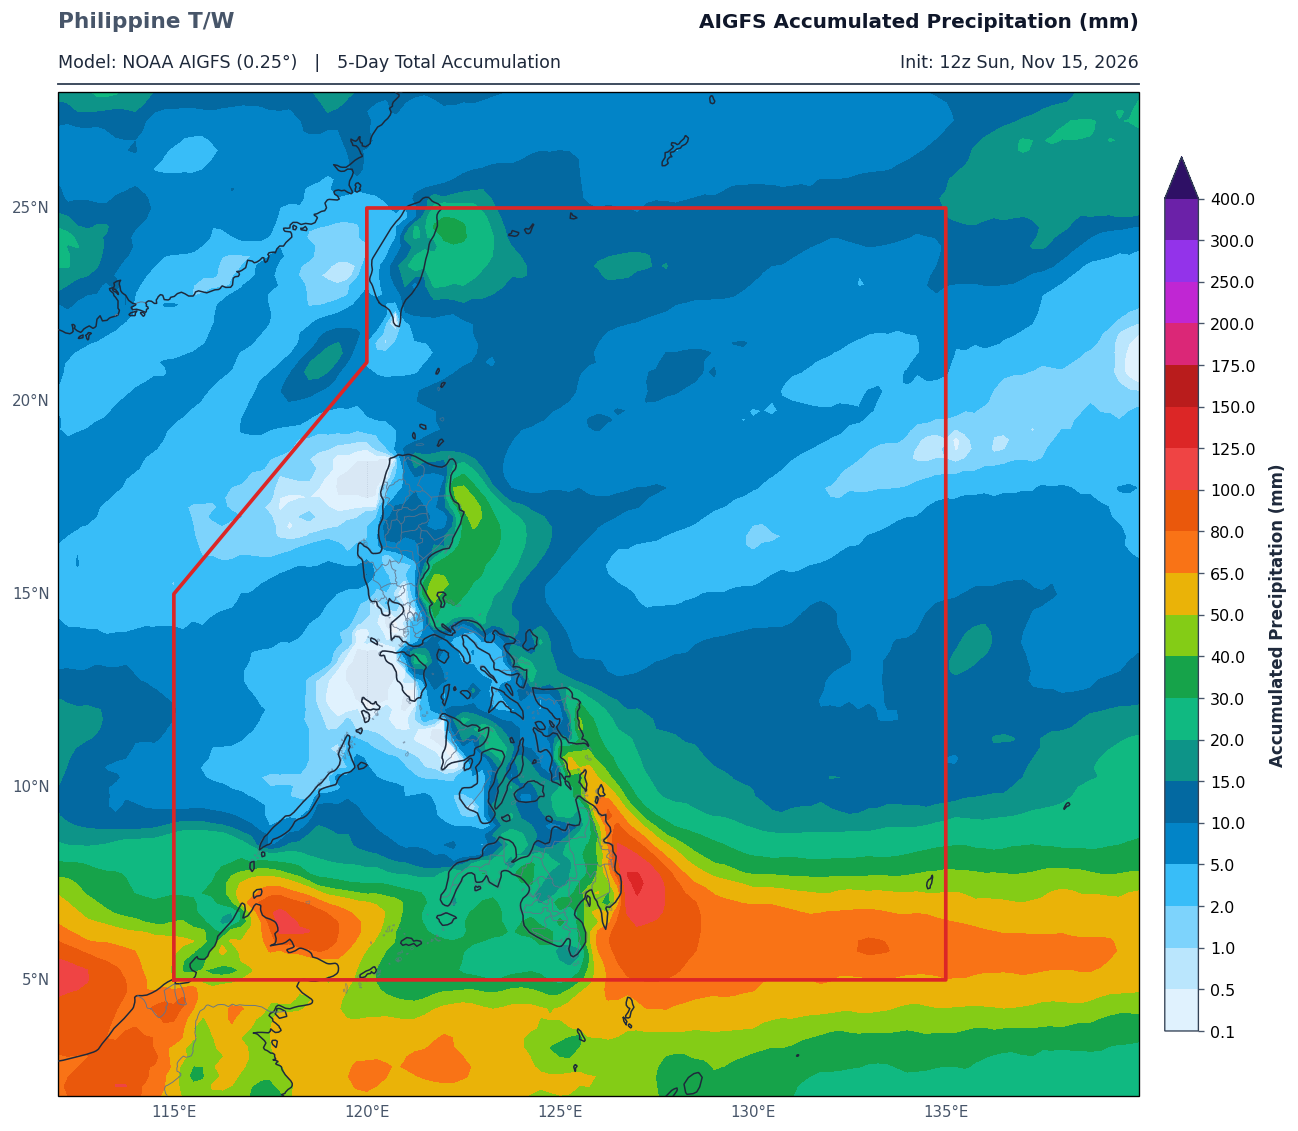 Philippine T/W
AIGFS Accumulated Precipitation (mm)
Model: NOAA AIGFS (0.25°)   |   5-Day Total Accumulation
Init: 12z Sun, Nov 15, 2026
25°N
20°N
15°N
10°N
5°N
115°E
120°E
125°E
130°E
135°E
400.0
300.0
250.0
200.0
175.0
150.0
125.0
100.0
80.0
65.0
50.0
40.0
30.0
20.0
15.0
10.0
5.0
2.0
1.0
0.5
0.1
Accumulated Precipitation (mm)